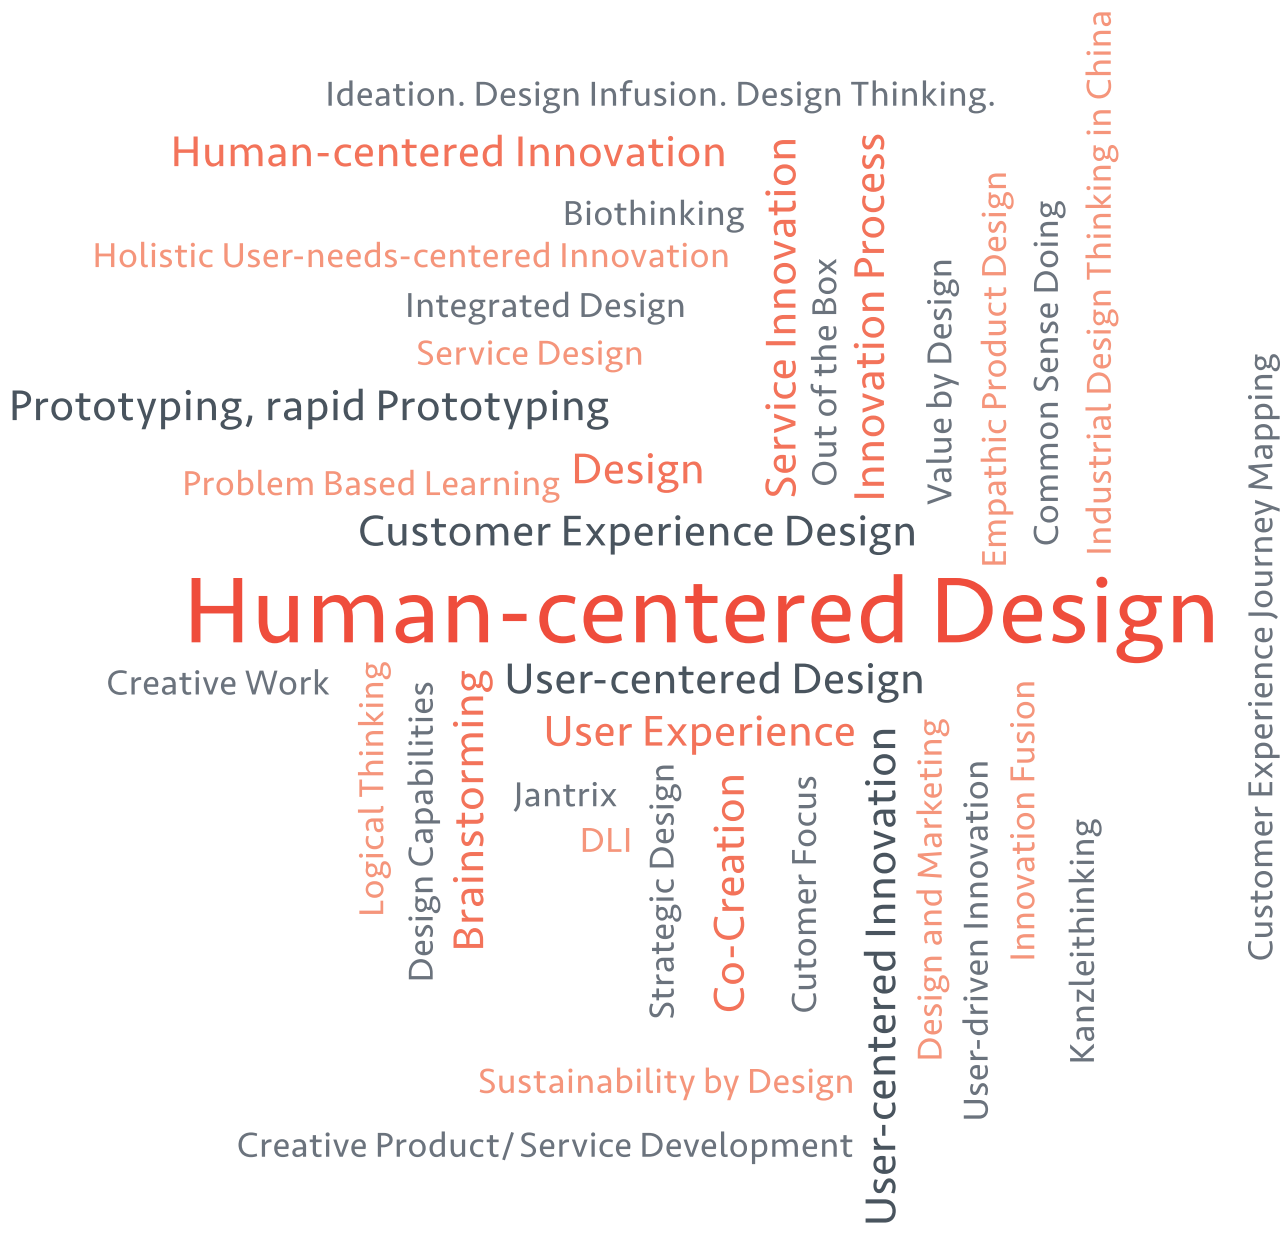 Ideation. Design Infusion. Design Thinking.
Human-centered Innovation
Biothinking
Holistic User-needs-centered Innovation
Integrated Design
Service Design
Prototyping, rapid Prototyping
Problem Based Learning
Design
Customer Experience Design
Service Innovation
Out of the Box
Innovation Process
Value by Design
Empathic Product Design
Common Sense Doing
Industrial Design Thinking in China
Customer Experience Journey Mapping
Human-centered Design
Creative Work
Logical Thinking
Design Capabilities
Brainstorming
User-centered Design
User Experience
Jantrix
DLI
Strategic Design
Co-Creation
Cutomer Focus
User-centered Innovation
Design and Marketing
User-driven Innovation
Innovation Fusion
Kanzleithinking
Sustainability by Design
Creative Product/Service Development